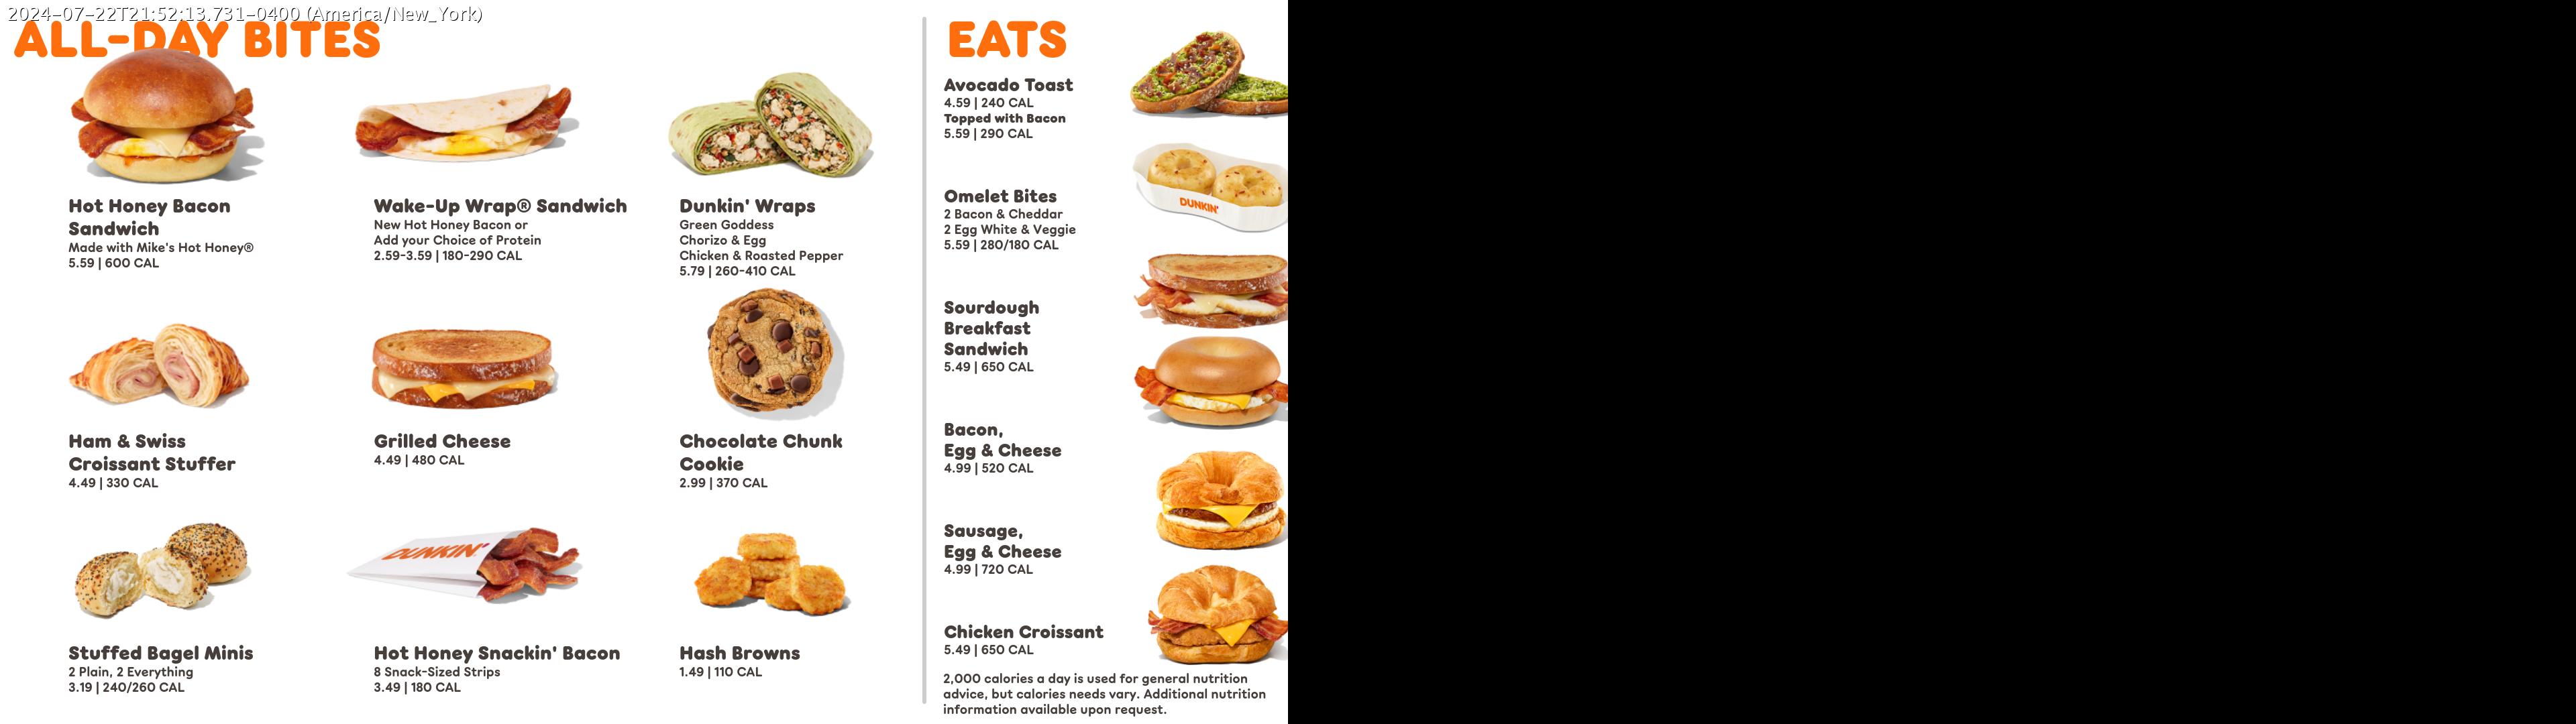 2024-07-22T21:52:13.731-0400 (America/New_York)
ALL-DAY BITES
Hot Honey Bacon
Sandwich
Made with Mike's Hot Honey®
5.59 | 600 CAL
Wake-Up Wrap® Sandwich
New Hot Honey Bacon or
Add your Choice of Protein
2.59-3.59 | 180-290 CAL
Dunkin' Wraps
Green Goddess
Chorizo & Egg
Chicken & Roasted Pepper
5.79 | 260-410 CAL
Ham & Swiss
Croissant Stuffer
4.49 | 330 CAL
Grilled Cheese
4.49 | 480 CAL
Chocolate Chunk
Cookie
2.99 | 370 CAL
DUNKIN'
Stuffed Bagel Minis
2 Plain, 2 Everything
3.19 | 240/260 CAL
Hot Honey Snackin' Bacon
8 Snack-Sized Strips
3.49 | 180 CAL
Hash Browns
1.49 | 110 CAL
EATS
Avocado Toast
4.59 | 240 CAL
Topped with Bacon
5.59 | 290 CAL
Omelet Bites
2 Bacon & Cheddar
2 Egg White & Veggie
5.59 | 280/180 CAL
DUNKIN'
Sourdough
Breakfast
Sandwich
5.49 | 650 CAL
Bacon,
Egg & Cheese
4.99 | 520 CAL
Sausage,
Egg & Cheese
4.99 | 720 CAL
Chicken Croissant
5.49 | 650 CAL
2,000 calories a day is used for general nutrition
advice, but calories needs vary. Additional nutrition
information available upon request.